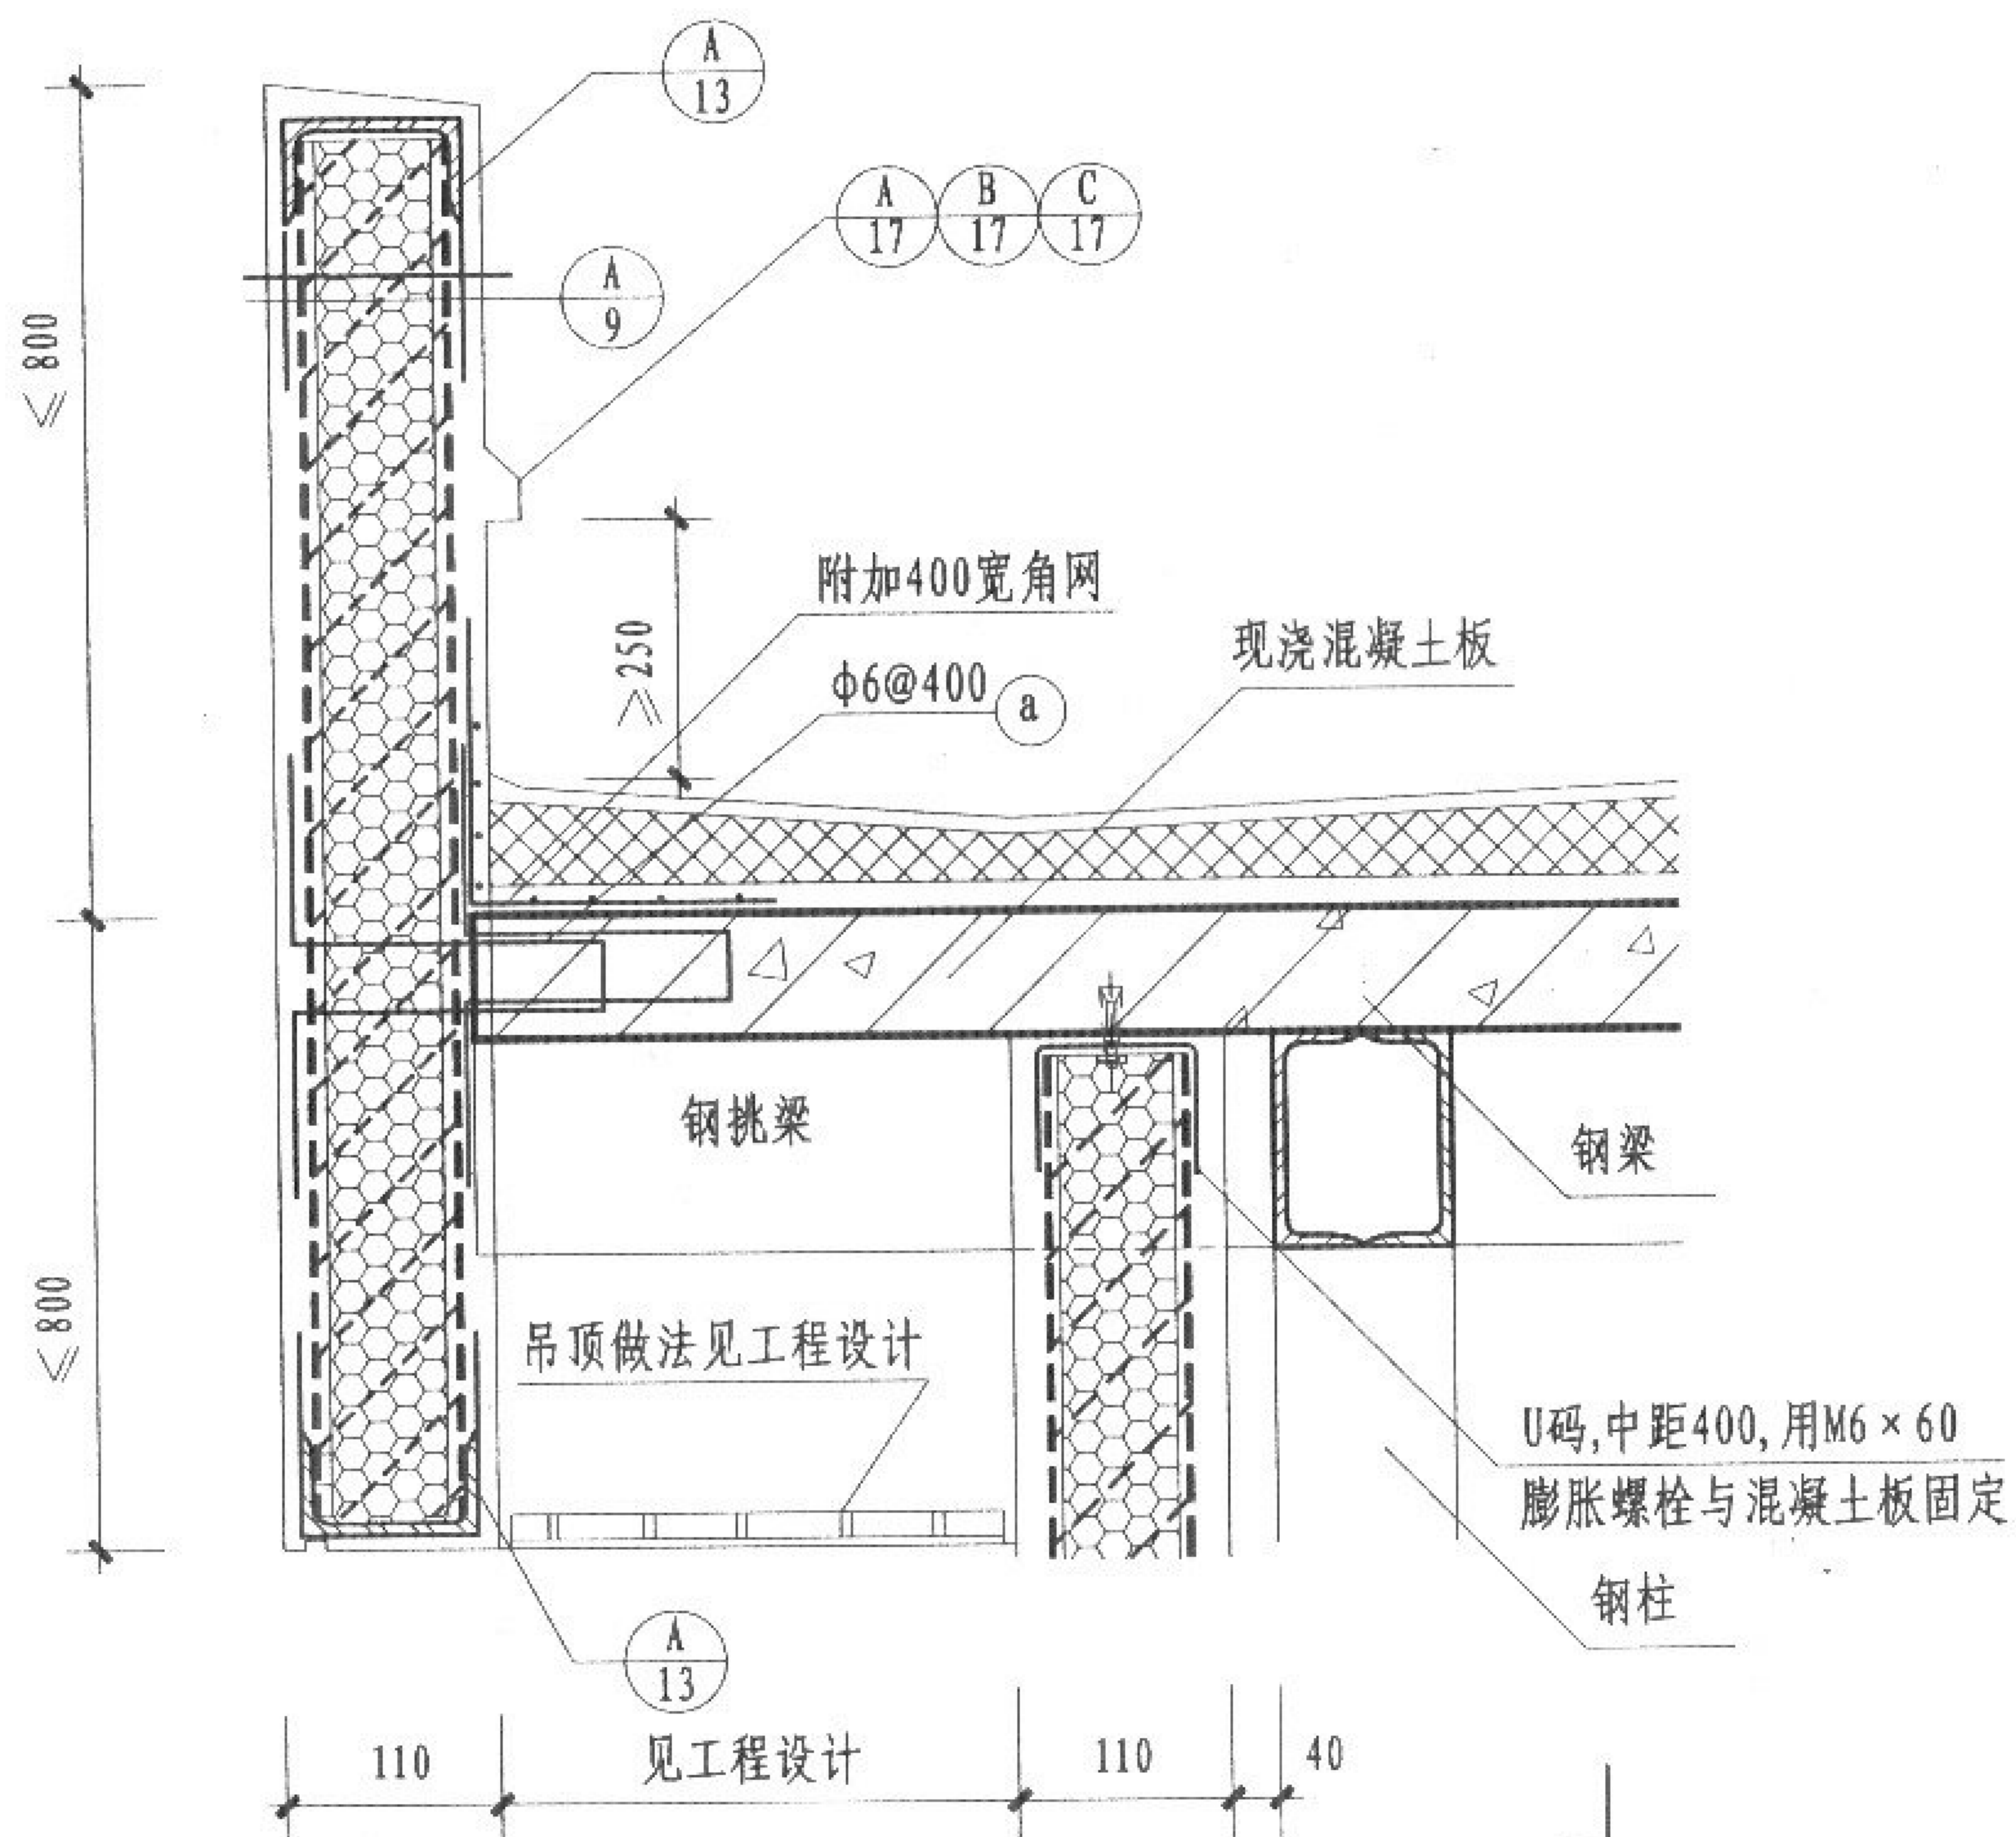 A
13
A
17
B
17
C
17
A
9
≤800
附加400宽角网
≥250
现浇混凝土板
ϕ6@400
a
钢挑梁
钢梁
≤800
吊顶做法见工程设计
U码,中距400,用M6×60
膨胀螺栓与混凝土板固定
钢柱
A
13
110
见工程设计
110
40